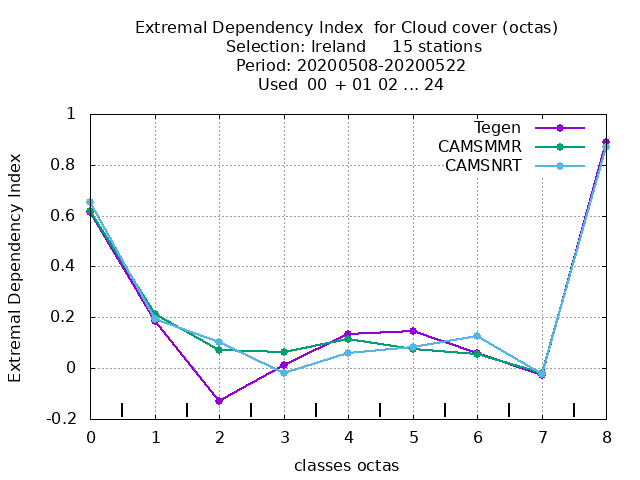 Extremal Dependency Index  for Cloud cover (octas)
Selection: Ireland     15 stations
Period: 20200508-20200522
Used  00  + 01 02 ... 24
Tegen
CAMSMMR
CAMSNRT
Extremal Dependency Index
1
0.8
0.6
0.4
0.2
0
-0.2
0 1 2 3 4 5 6 7 8
classes octas